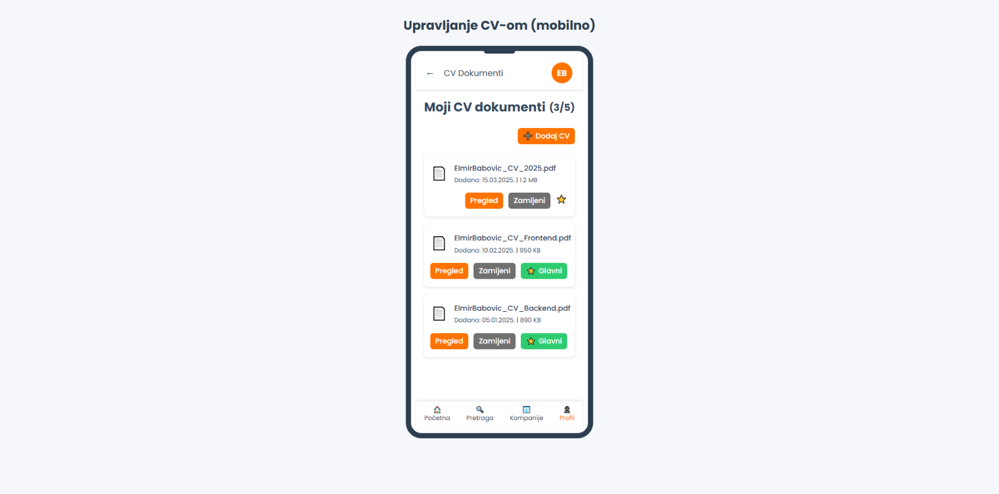 Upravljanje CV-om (mobilno)
← CV Dokumenti EB
Moji CV dokumenti (3/5)
➕ Dodaj CV
ElmirBabovic_CV_2025.pdf
Dodano: 15.03.2025. | 1.2 MB
Pregled Zamijeni ⭐
ElmirBabovic_CV_Frontend.pdf
Dodano: 10.02.2025. | 950 KB
Pregled Zamijeni ⭐ Glavni
ElmirBabovic_CV_Backend.pdf
Dodano: 05.01.2025. | 890 KB
Pregled Zamijeni ⭐ Glavni
Početna Pretraga Kompanije Profil